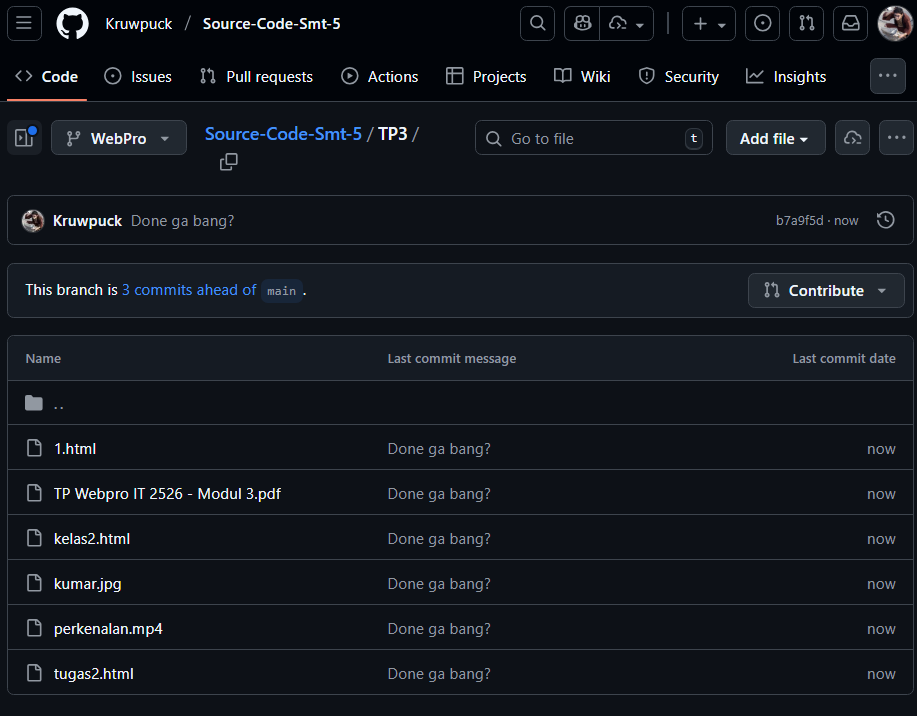 Kruwpuck / Source-Code-Smt-5
Code Issues Pull requests Actions Projects Wiki Security Insights
WebPro Source-Code-Smt-5 / TP3 / Go to file t Add file
Kruwpuck Done ga bang? b7a9f5d · now
This branch is 3 commits ahead of main . Contribute
Name Last commit message Last commit date
..
1.html Done ga bang? now
TP Webpro IT 2526 - Modul 3.pdf Done ga bang? now
kelas2.html Done ga bang? now
kumar.jpg Done ga bang? now
perkenalan.mp4 Done ga bang? now
tugas2.html Done ga bang? now